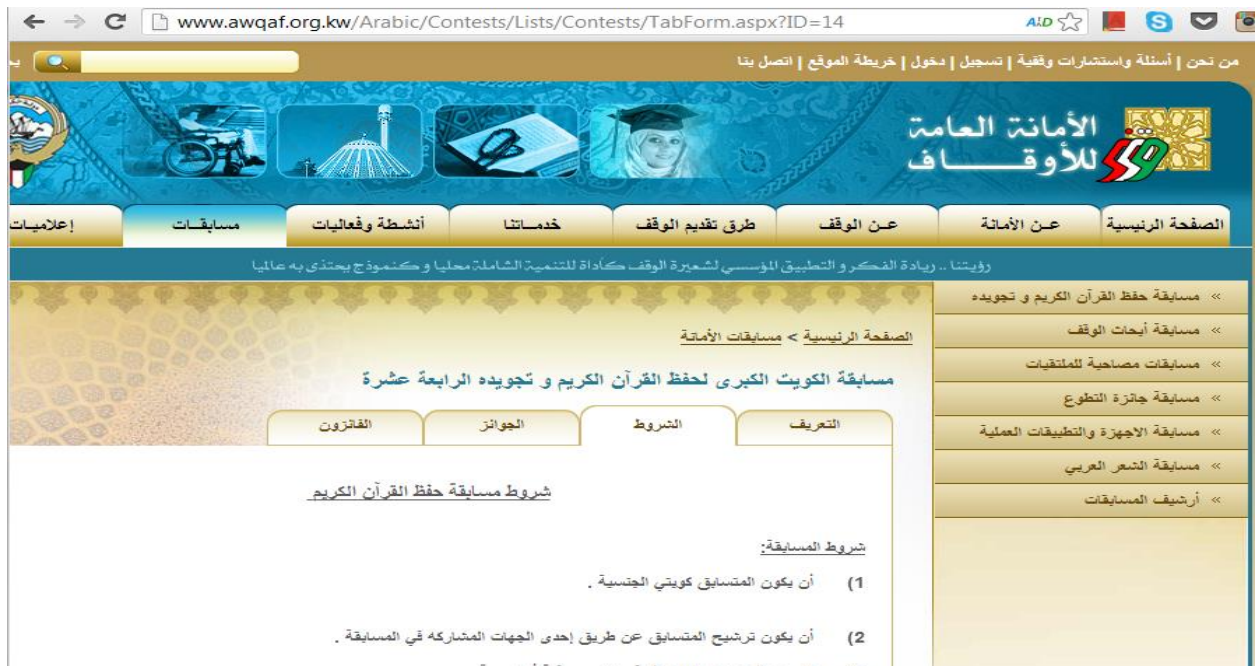 www.awqaf.org.kw/Arabic/Contests/Lists/Contests/TabForm.aspx?ID=14
من نحن | أسئلة واستشارات وقفية | تسجيل | دخول | خريطة الموقع | اتصل بنا
الأمانة العامة
للأوقــــاف
الصفحة الرئيسية
عـن الأمانة
عـن الوقف
طرق تقديم الوقف
خدمـــاتنا
أنشطة وفعاليات
مسابقـــات
إعلاميـات
رؤيتنا .. ريادة الفكر و التطبيق المؤسسي لشعيرة الوقف كأداة للتنمية الشاملة محليا و كنموذج يحتذى به عالميا
» مسابقة حفظ القرآن الكريم و تجويده
» مسابقة أبحاث الوقف
» مسابقات مصاحبة للملتقيات
» مسابقة جائزة التطوع
» مسابقة الاجهزة والتطبيقات العملية
» مسابقة الشعر العربي
» أرشيف المسابقات
الصفحة الرئيسية > مسابقات الأمانة
مسابقة الكويت الكبرى لحفظ القرآن الكريم و تجويده الرابعة عشرة
التعريف
الشروط
الجوائز
الفائزون
شروط مسابقة حفظ القرآن الكريم
شروط المسابقة:
1) أن يكون المتسابق كويتي الجنسية .
2) أن يكون ترشيح المتسابق عن طريق إحدى الجهات المشاركه في المسابقة .